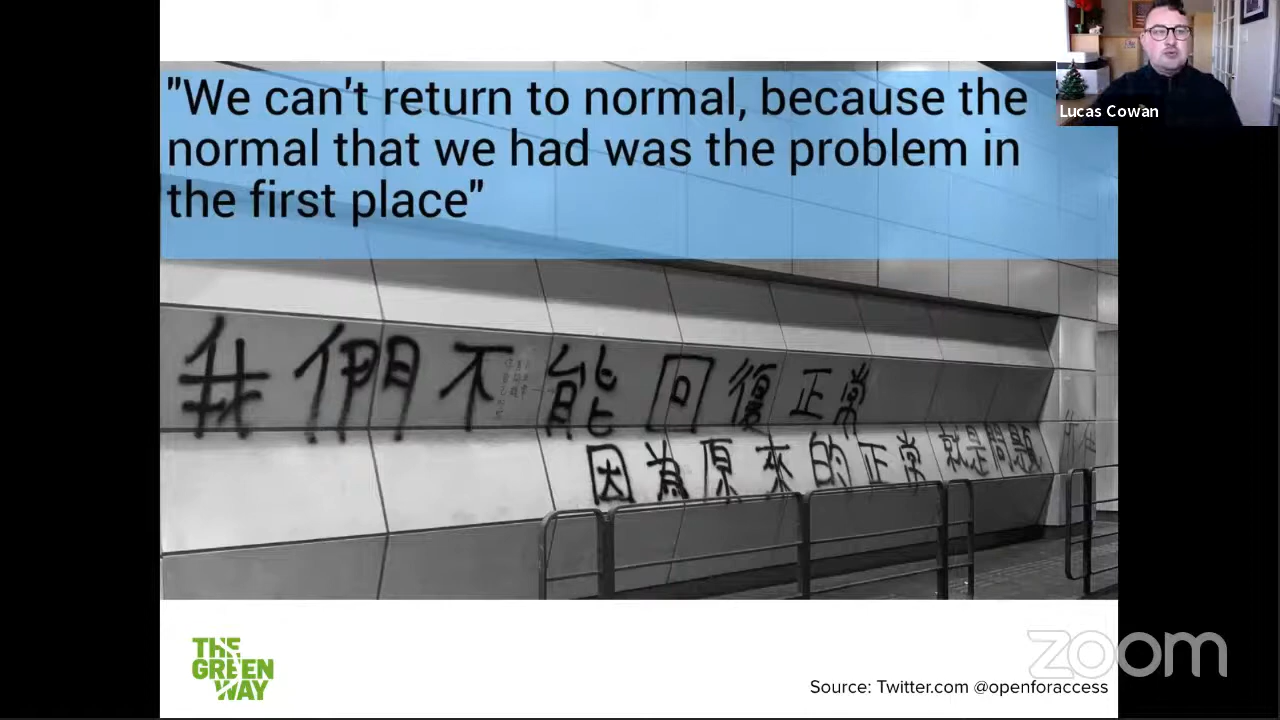 "We can't return to normal, because the
normal that we had was the problem in
the first place"
Lucas Cowan
我們不能回復正常
因為原來的正常就是問題
THE
GREEN
WAY
Source: Twitter.com @openforaccess
zoom